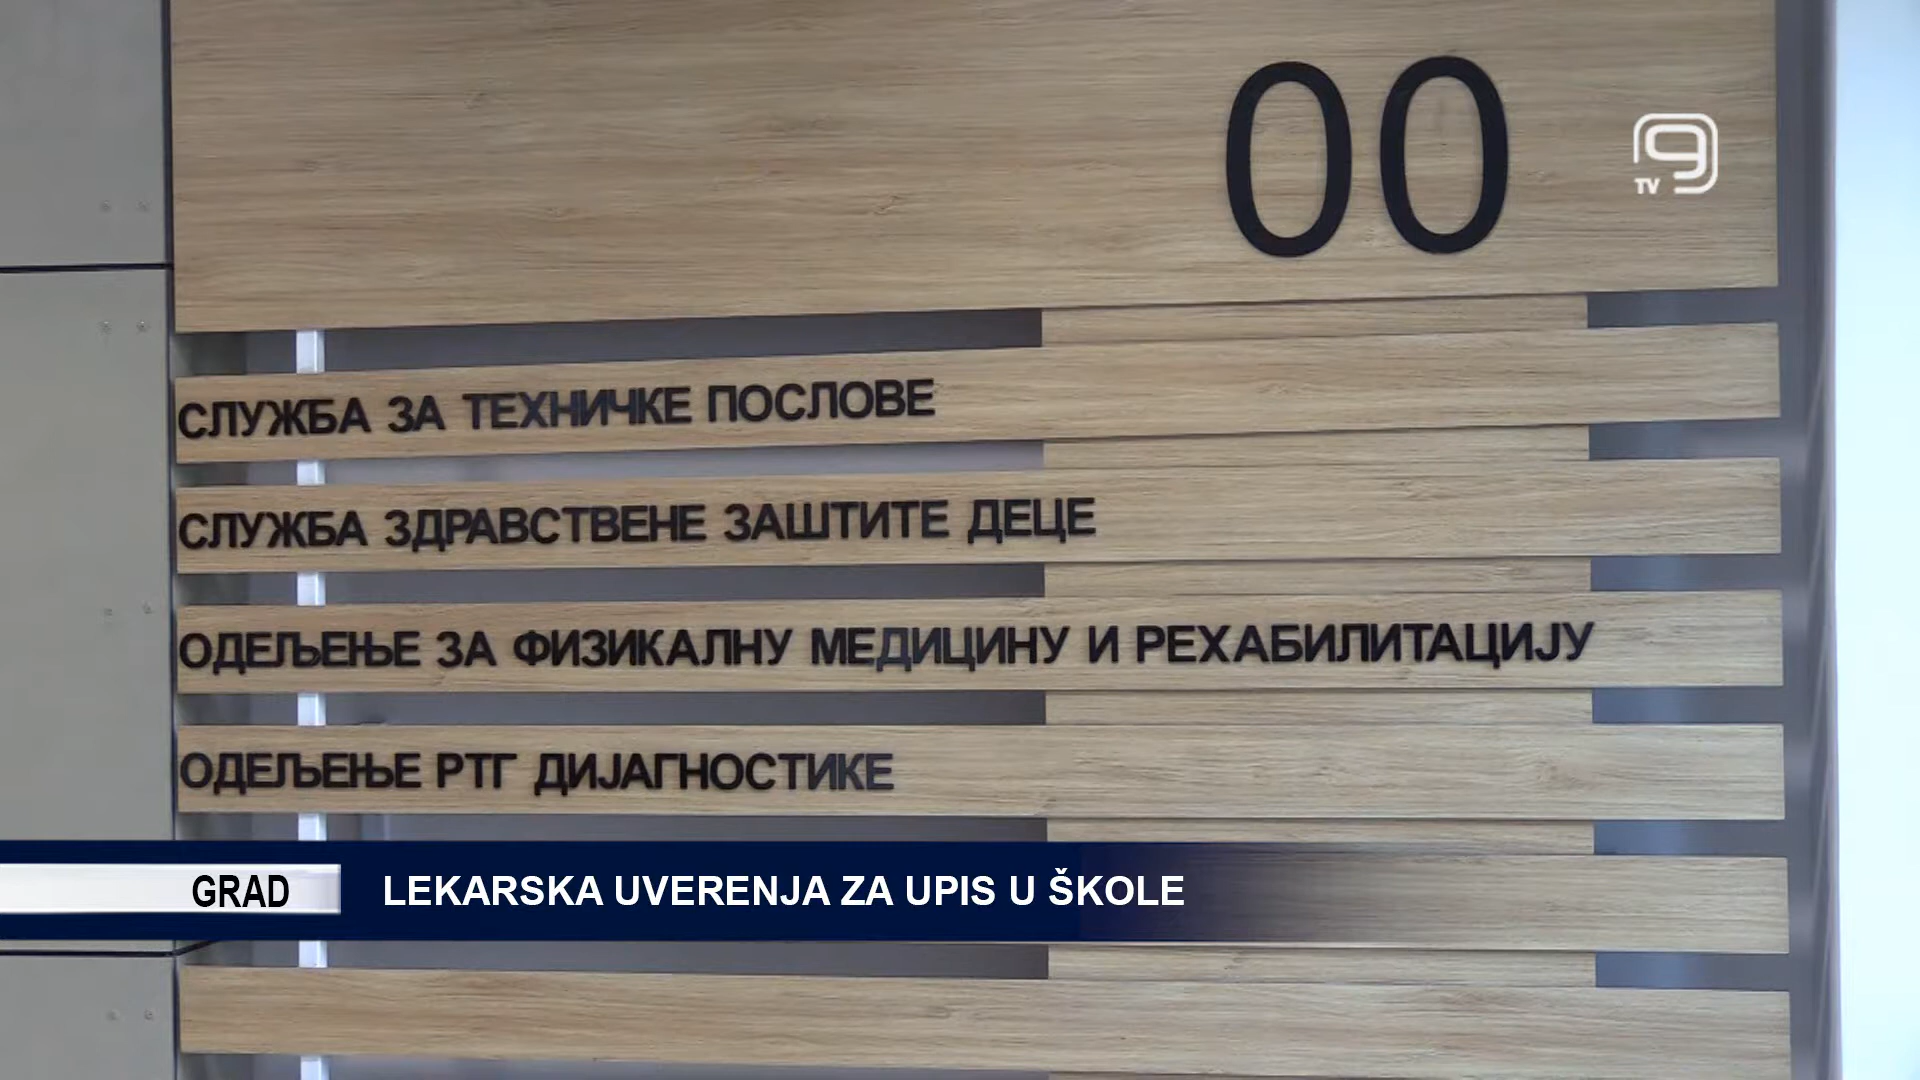 00
TV 9
СЛУЖБА ЗА ТЕХНИЧКЕ ПОСЛОВЕ
СЛУЖБА ЗДРАВСТВЕНЕ ЗАШТИТЕ ДЕЦЕ
ОДЕЉЕЊЕ ЗА ФИЗИКАЛНУ МЕДИЦИНУ И РЕХАБИЛИТАЦИЈУ
ОДЕЉЕЊЕ РТГ ДИЈАГНОСТИКЕ
GRAD LEKARSKA UVERENJA ZA UPIS U ŠKOLE